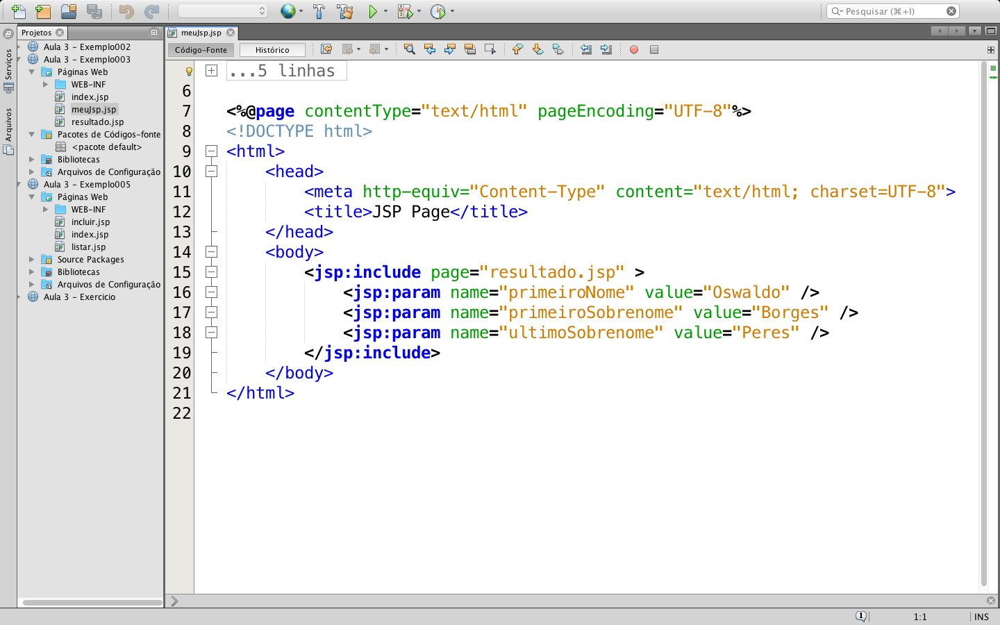 Pesquisar (⌘+I)
Serviços
Arquivos
Projetos
Aula 3 - Exemplo002
Aula 3 - Exemplo003
Páginas Web
WEB-INF
index.jsp
meuJsp.jsp
resultado.jsp
Pacotes de Códigos-fonte
<pacote default>
Bibliotecas
Arquivos de Configuração
Aula 3 - Exemplo005
Páginas Web
WEB-INF
incluir.jsp
index.jsp
listar.jsp
Source Packages
Bibliotecas
Arquivos de Configuração
Aula 3 - Exercicio
meuJsp.jsp
Código-Fonte Histórico
...5 linhas
6
7 <%@page contentType="text/html" pageEncoding="UTF-8"%>
8 <!DOCTYPE html>
9 <html>
10 <head>
11 <meta http-equiv="Content-Type" content="text/html; charset=UTF-8">
12 <title>JSP Page</title>
13 </head>
14 <body>
15 <jsp:include page="resultado.jsp" >
16 <jsp:param name="primeiroNome" value="Oswaldo" />
17 <jsp:param name="primeiroSobrenome" value="Borges" />
18 <jsp:param name="ultimoSobrenome" value="Peres" />
19 </jsp:include>
20 </body>
21 </html>
22
1 1:1 INS